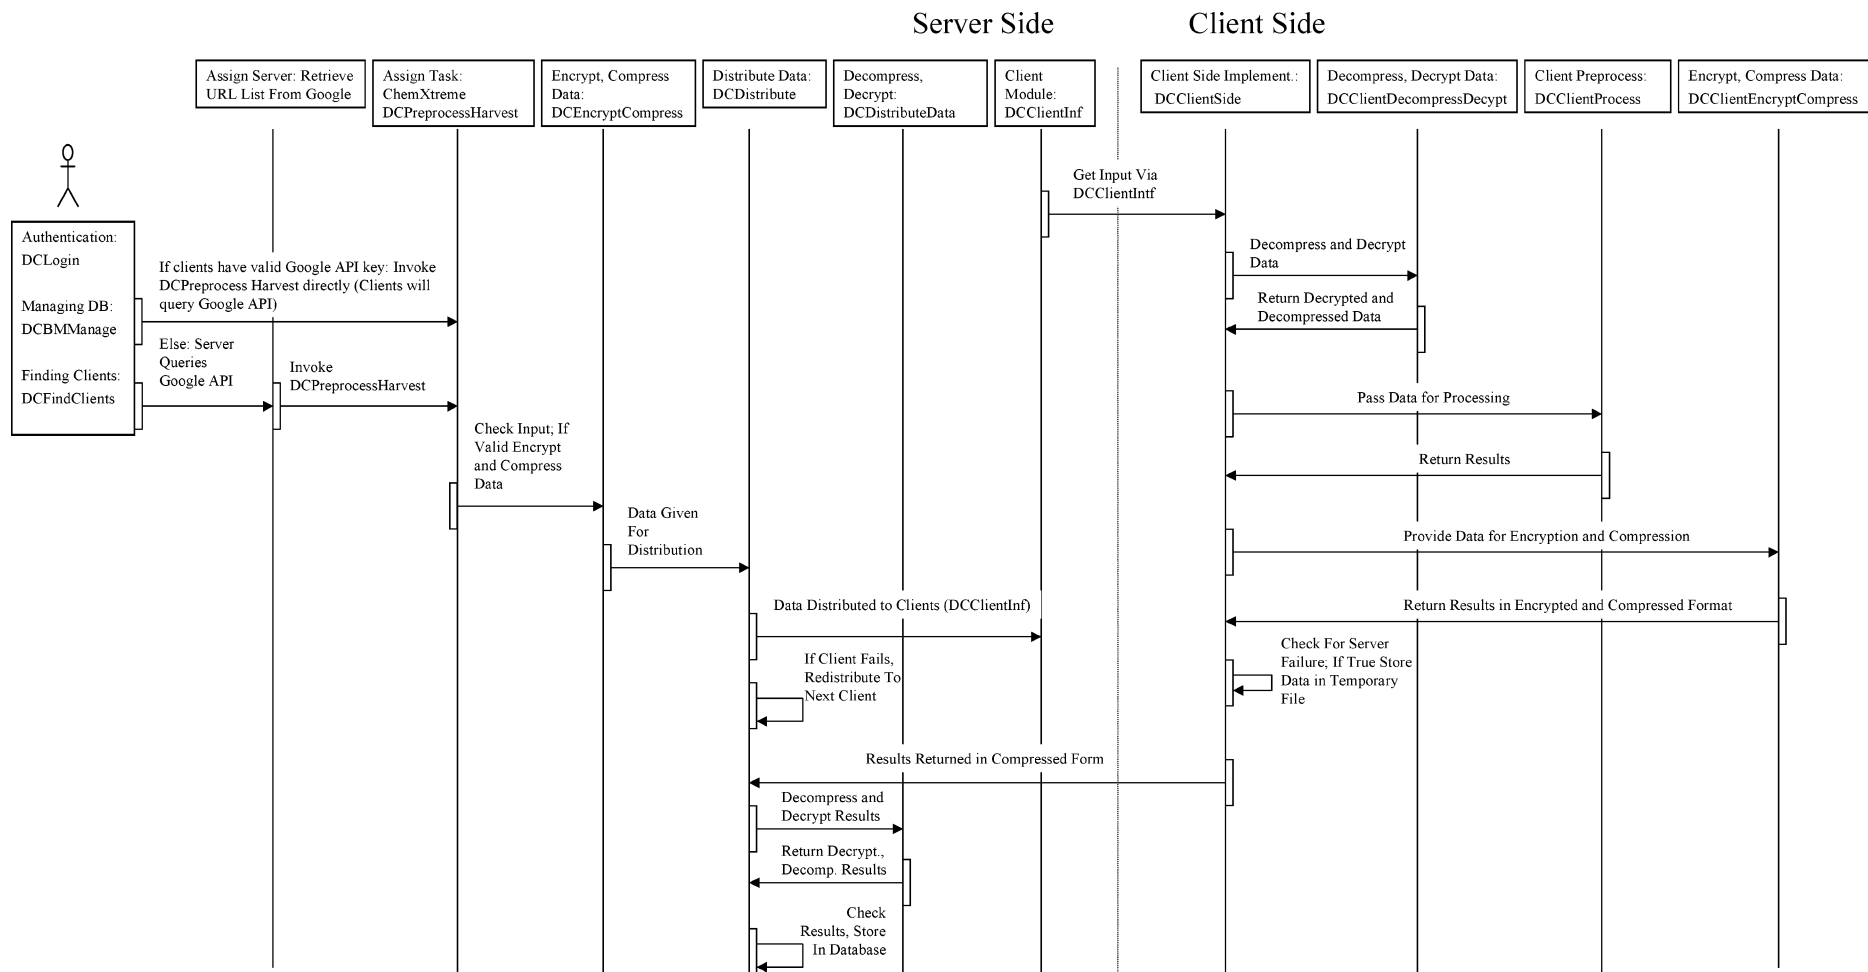 Server Side
Client Side
Assign Server: Retrieve
URL List From Google
Assign Task:
ChemXtreme
DCPreprocessHarvest
Encrypt, Compress
Data:
DCEncryptCompress
Distribute Data:
DCDistribute
Decompress,
Decrypt:
DCDistributeData
Client
Module:
DCClientInf
Client Side Implement.:
DCClientSide
Decompress, Decrypt Data:
DCClientDecompressDecypt
Client Preprocess:
DCClientProcess
Encrypt, Compress Data:
DCClientEncryptCompress
Authentication:
DCLogin
Managing DB:
DCBMManage
Finding Clients:
DCFindClients
If clients have valid Google API key: Invoke
DCPreprocess Harvest directly (Clients will
query Google API)
Else: Server
Queries
Google API
Invoke
DCPreprocessHarvest
Check Input; If
Valid Encrypt
and Compress
Data
Data Given
For
Distribution
Data Distributed to Clients (DCClientInf)
If Client Fails,
Redistribute To
Next Client
Results Returned in Compressed Form
Decompress and
Decrypt Results
Return Decrypt.,
Decomp. Results
Check
Results, Store
In Database
Get Input Via
DCClientIntf
Decompress and Decrypt
Data
Return Decrypted and
Decompressed Data
Pass Data for Processing
Return Results
Provide Data for Encryption and Compression
Return Results in Encrypted and Compressed Format
Check For Server
Failure; If True Store
Data in Temporary
File